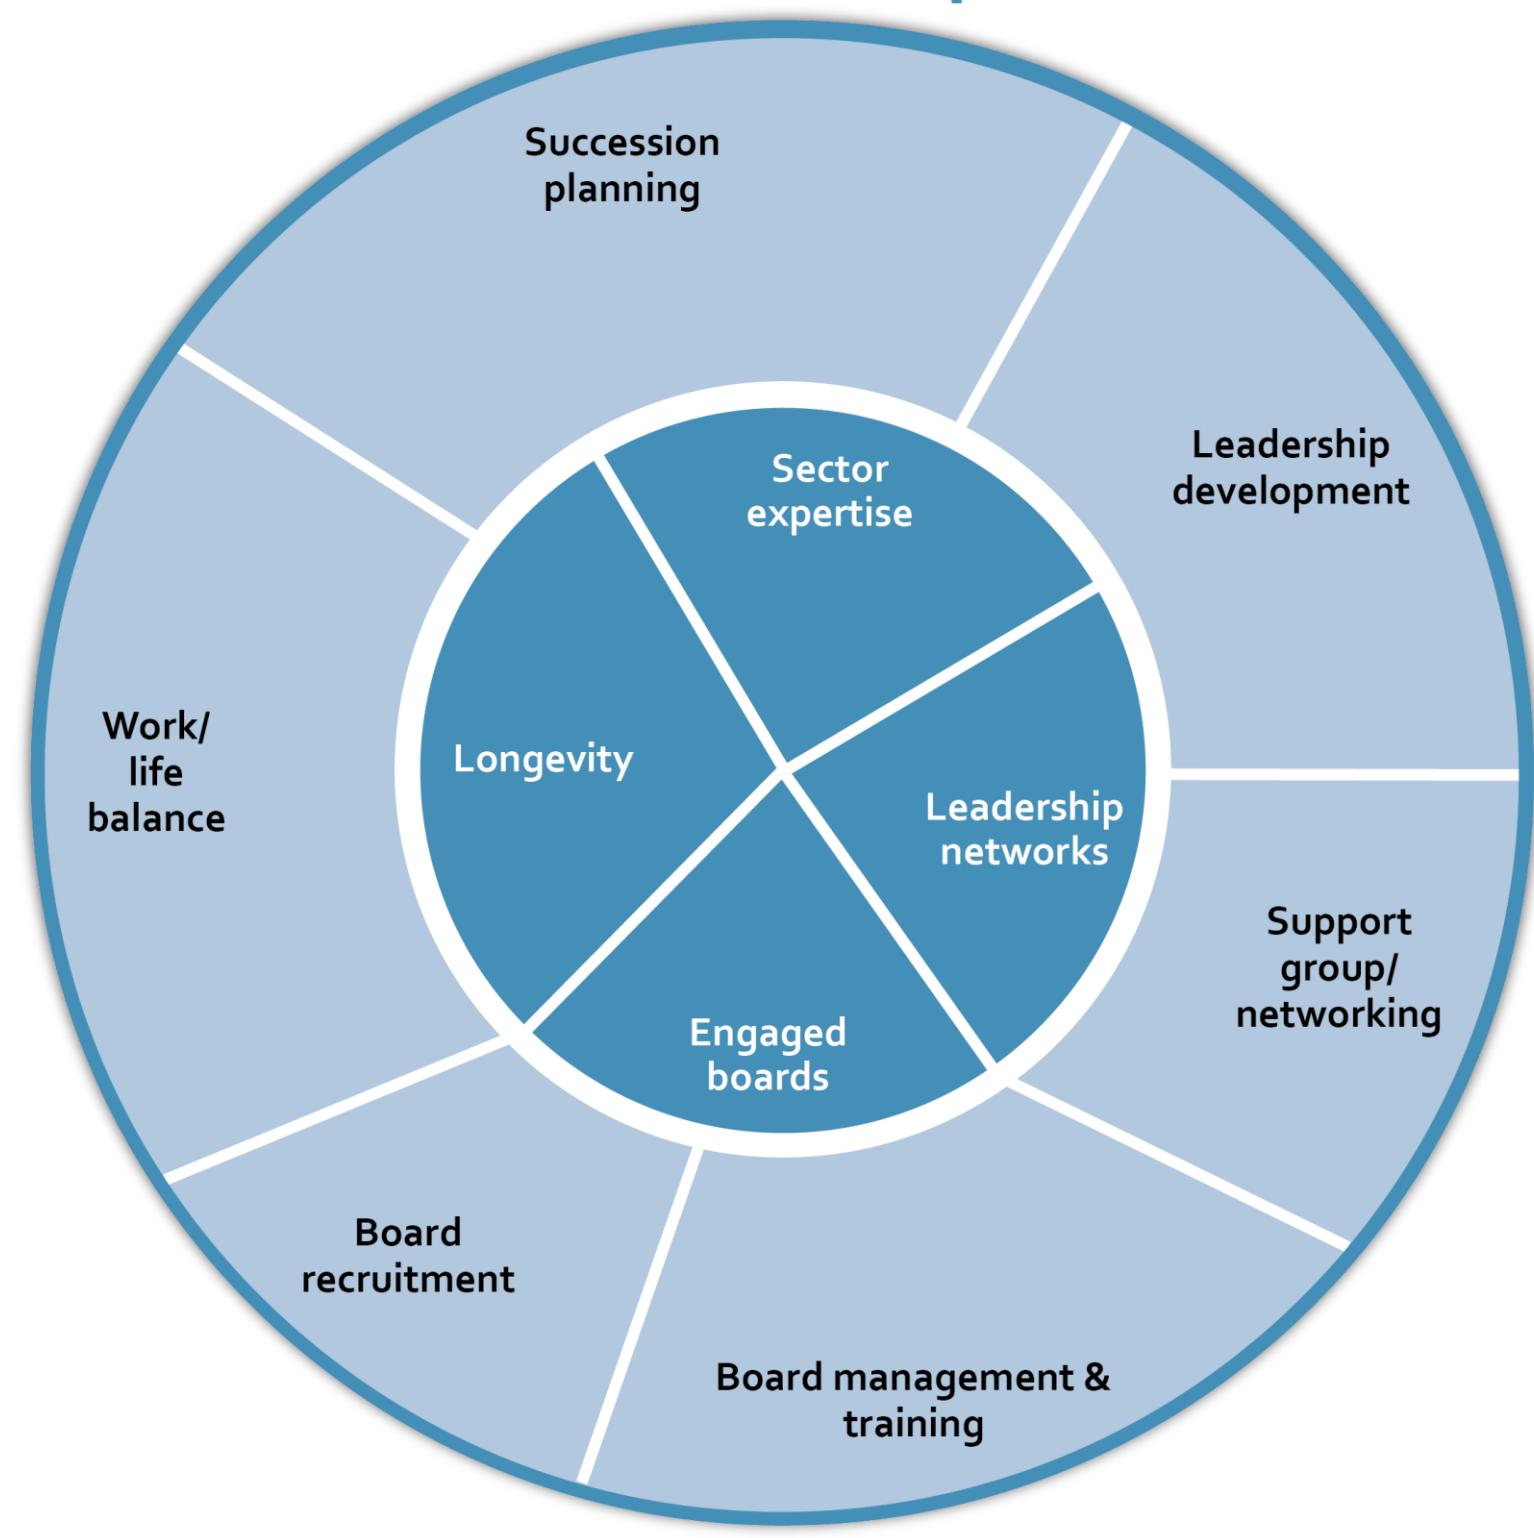 Succession
planning
Leadership
development
Sector
expertise
Work/
life
balance
Longevity
Leadership
networks
Support
group/
networking
Engaged
boards
Board
recruitment
Board management &
training